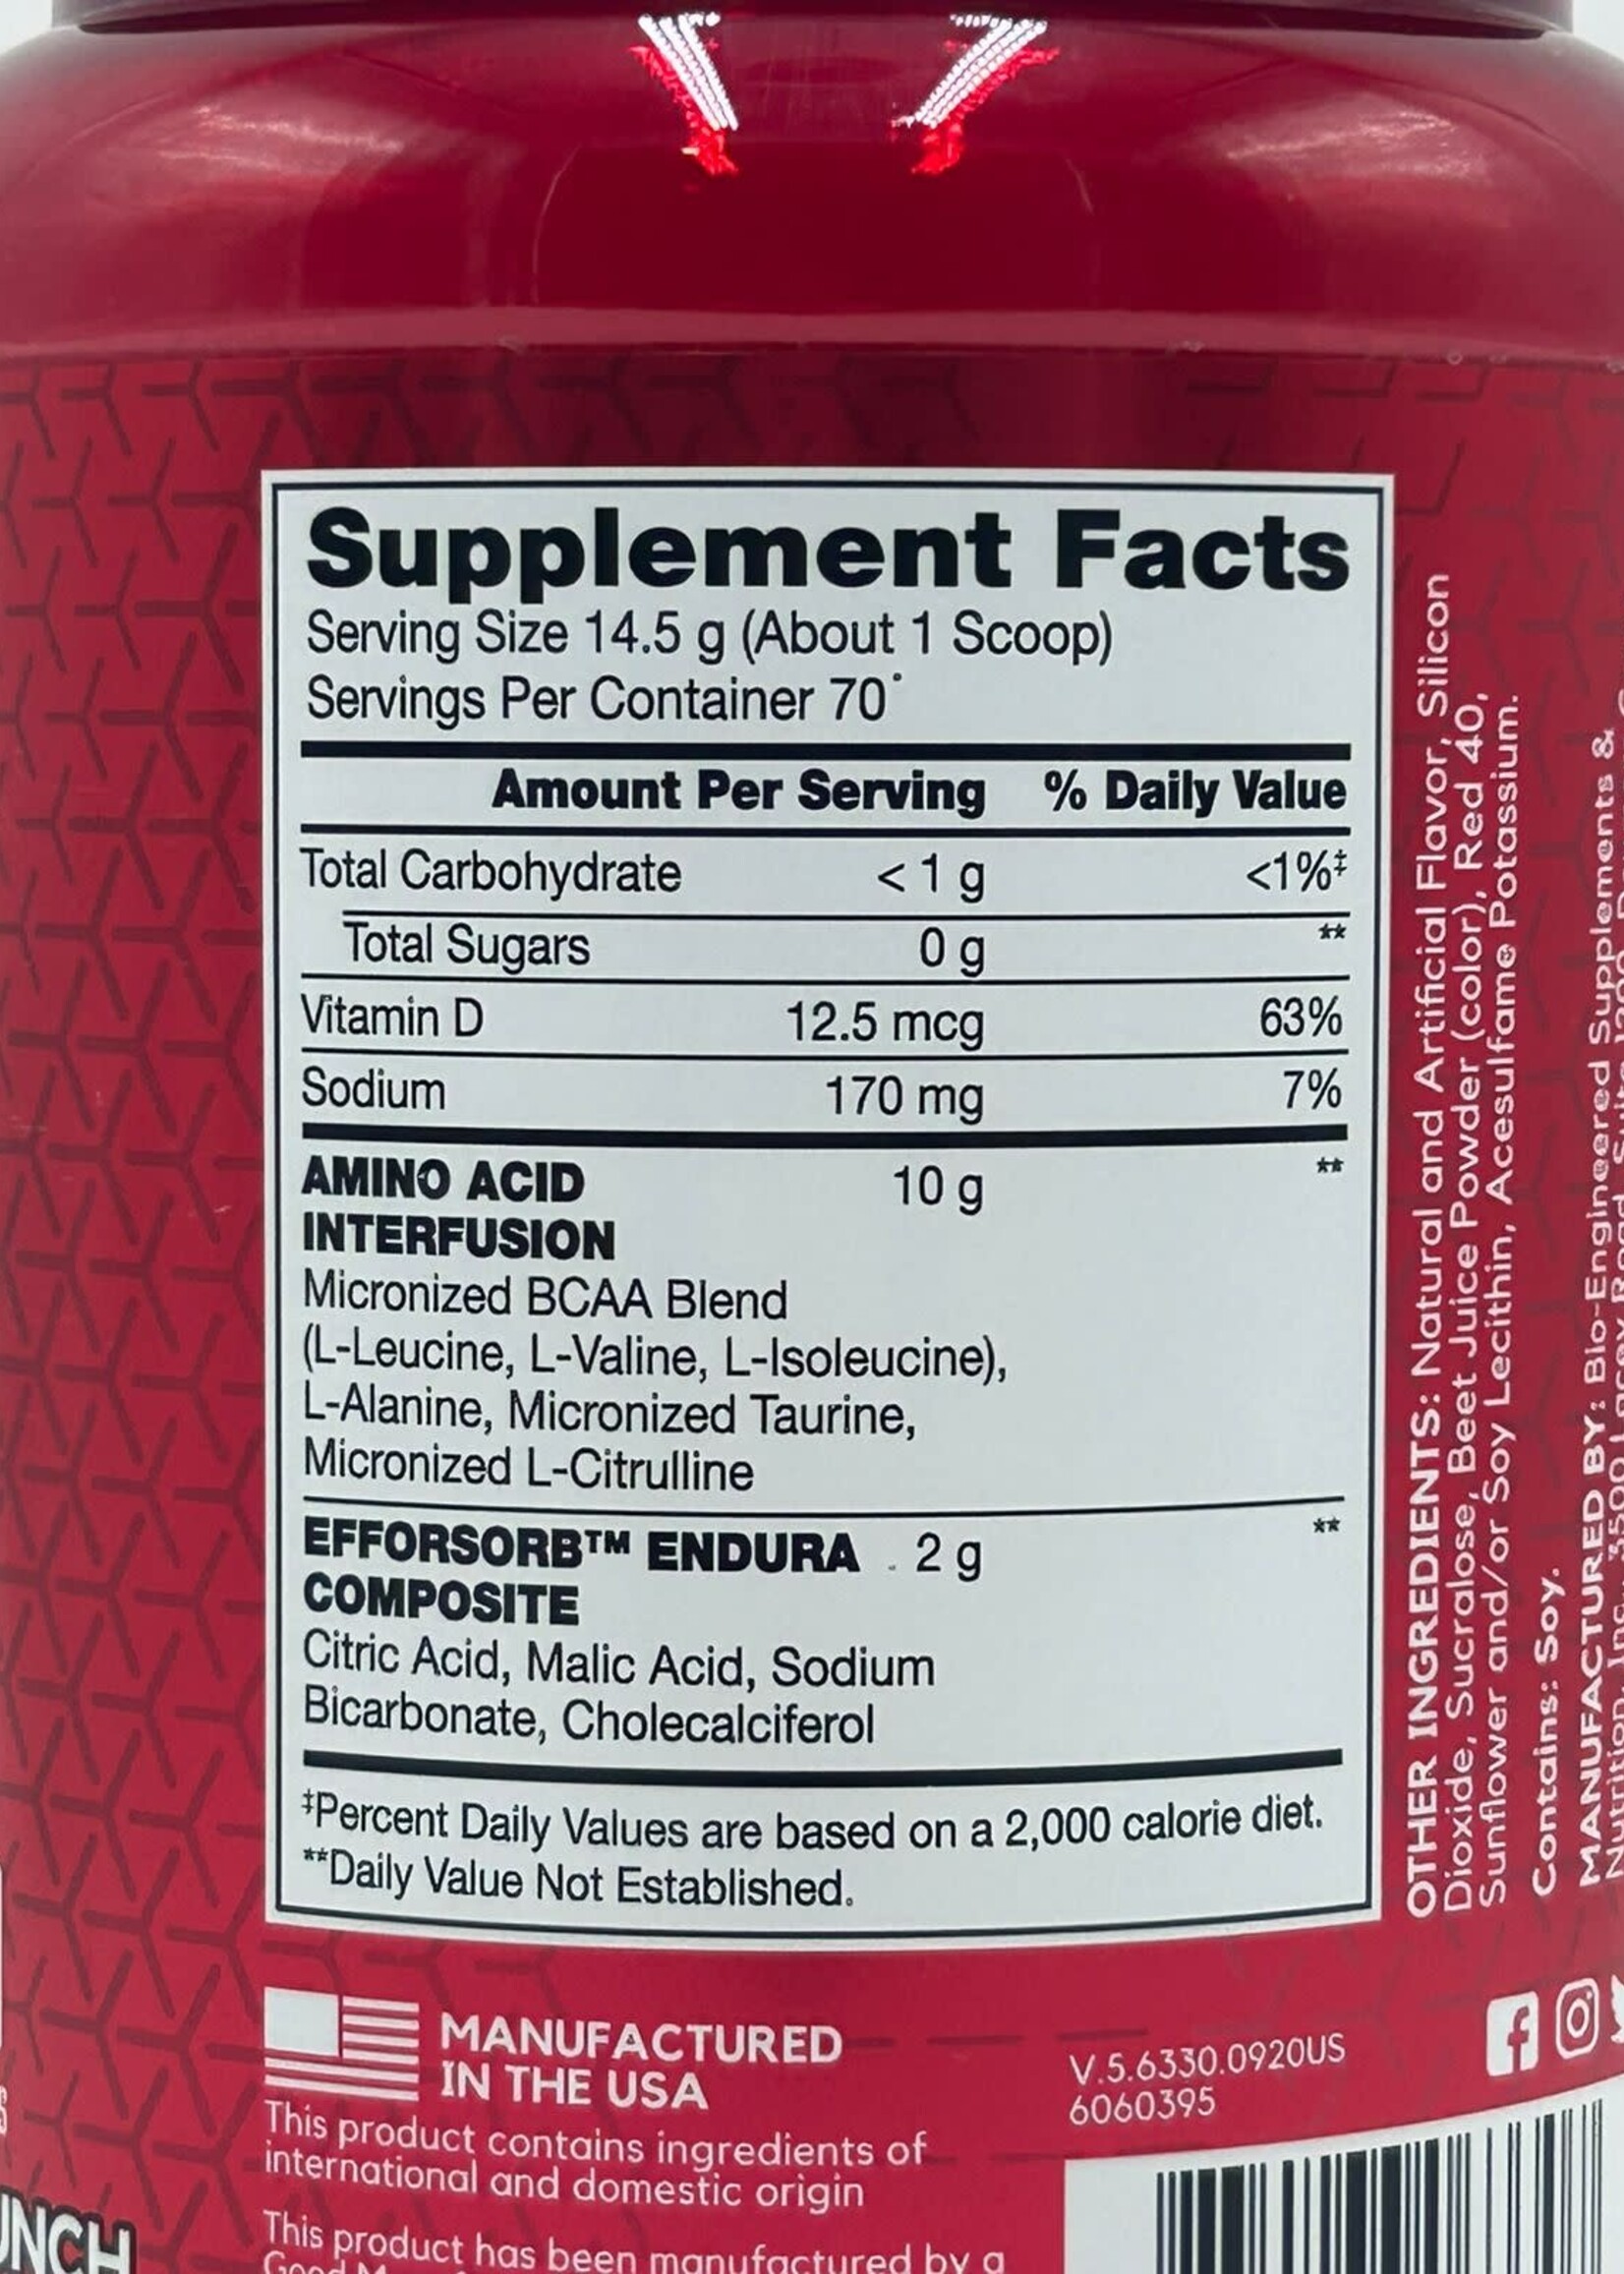 Supplement Facts
Serving Size 14.5 g (About 1 Scoop)
Servings Per Container 70*
Amount Per Serving % Daily Value
Total Carbohydrate < 1 g <1%‡
Total Sugars 0 g **
Vitamin D 12.5 mcg 63%
Sodium 170 mg 7%
AMINO ACID 10 g **
INTERFUSION
Micronized BCAA Blend
(L-Leucine, L-Valine, L-Isoleucine),
L-Alanine, Micronized Taurine,
Micronized L-Citrulline
EFFORSORB™ ENDURA 2 g **
COMPOSITE
Citric Acid, Malic Acid, Sodium
Bicarbonate, Cholecalciferol
‡Percent Daily Values are based on a 2,000 calorie diet.
**Daily Value Not Established.
OTHER INGREDIENTS: Natural and Artificial Flavor, Silicon
Dioxide, Sucralose, Beet Juice Powder (color), Red 40,
Sunflower and/or Soy Lecithin, Acesulfame Potassium.
Contains: Soy.
MANUFACTURED BY: Bio-Engineered Supplements &
MANUFACTURED
IN THE USA
This product contains ingredients of
international and domestic origin
This product has been manufactured by a
V.5.6330.0920US
6060395